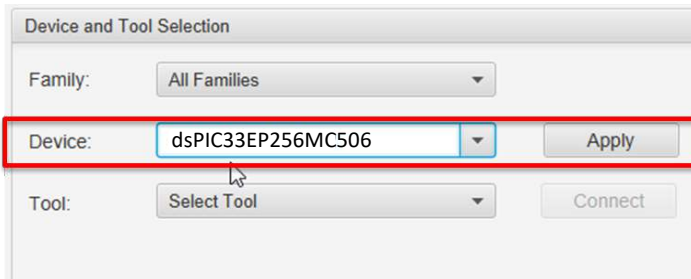 Device and Tool Selection
Family: All Families
Device: dsPIC33EP256MC506 Apply
Tool: Select Tool Connect